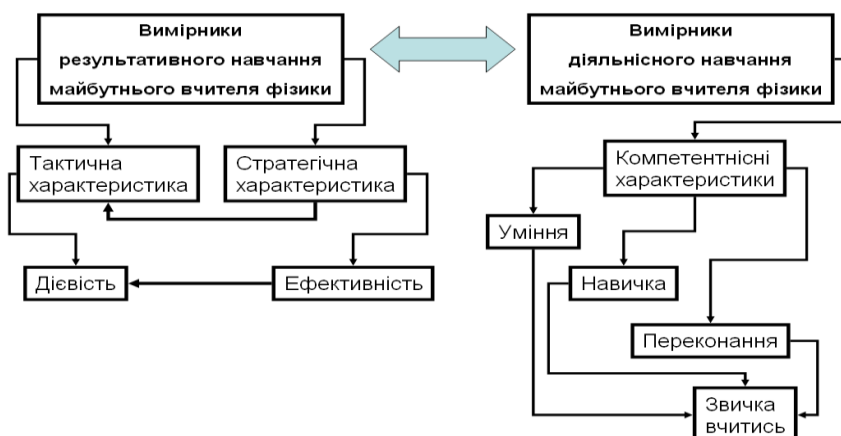 Вимірники
результативного навчання
майбутнього вчителя фізики
Вимірники
діяльнісного навчання
майбутнього вчителя фізики
Тактична
характеристика
Стратегічна
характеристика
Компетентнісні
характеристики
Уміння
Дієвість
Ефективність
Навичка
Переконання
Звичка
вчитись